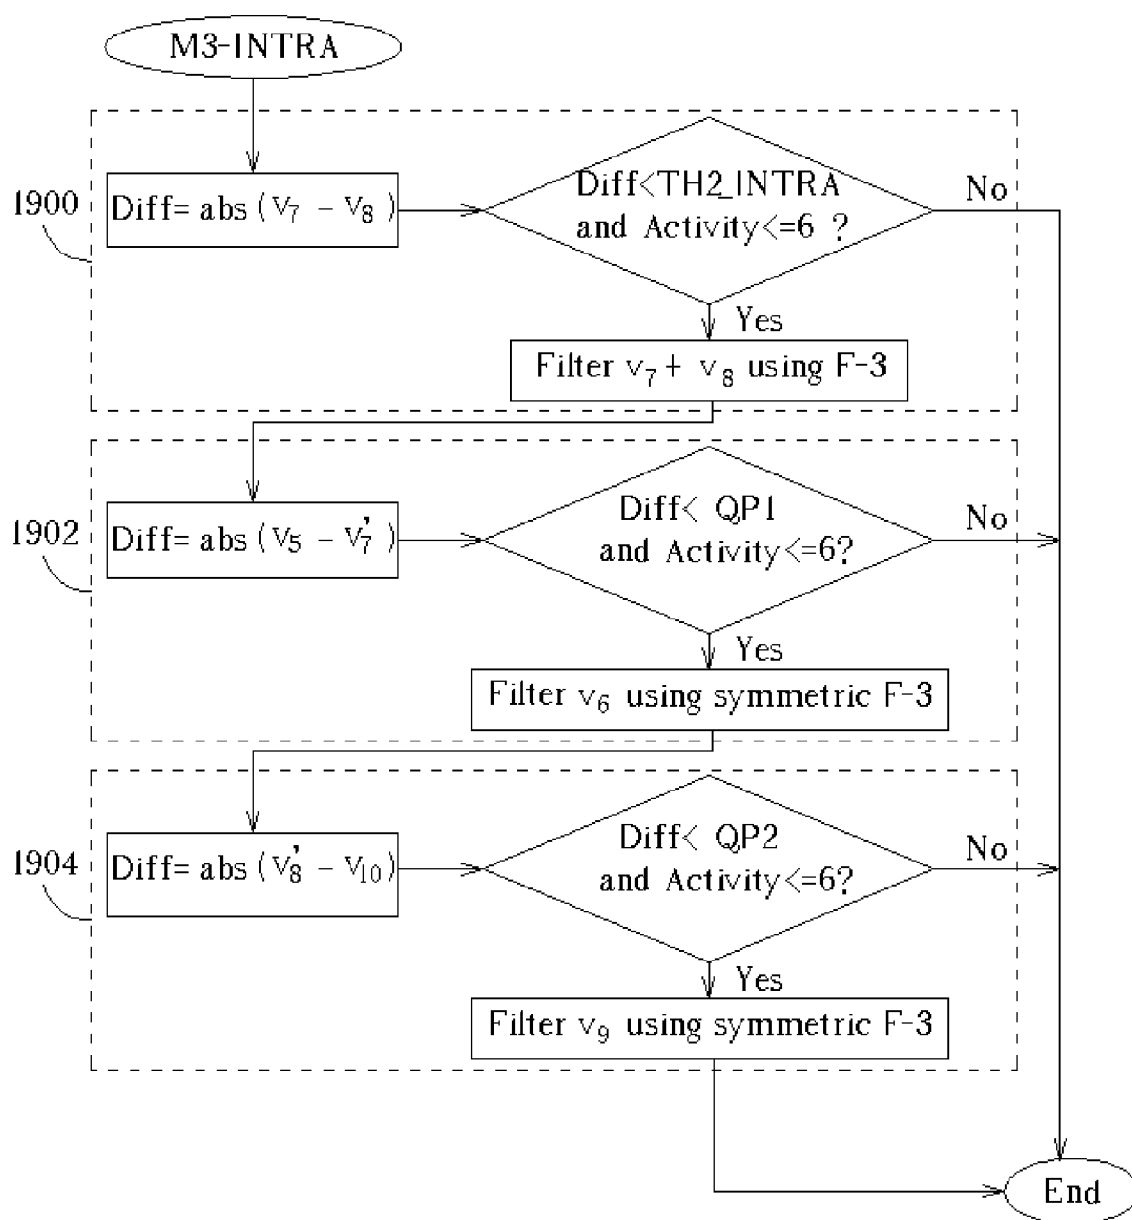 M3-INTRA
1900
Diff= abs (V7 - V8 )
Diff<TH2_INTRA
and Activity<=6 ?
No
Yes
Filter v7 + v8 using F-3
1902
Diff= abs (V5 - V'7 )
Diff< QP1
and Activity<=6?
No
Yes
Filter v6 using symmetric F-3
1904
Diff= abs (V'8 - V10)
Diff< QP2
and Activity<=6?
No
Yes
Filter v9 using symmetric F-3
End